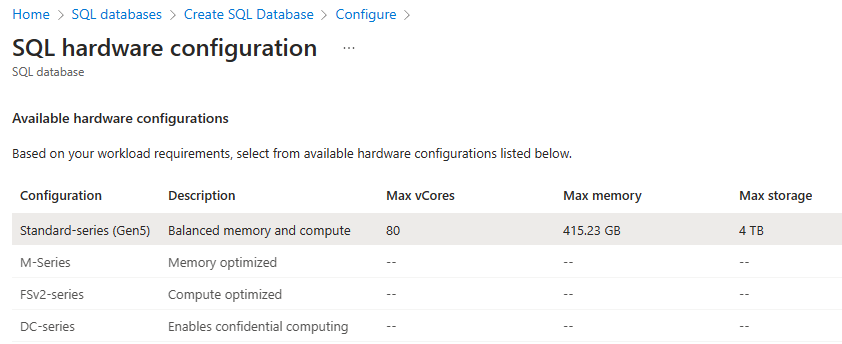 Home > SQL databases > Create SQL Database > Configure >
SQL hardware configuration ...
SQL database
Available hardware configurations
Based on your workload requirements, select from available hardware configurations listed below.
Configuration Description Max vCores Max memory Max storage
Standard-series (Gen5) Balanced memory and compute 80 415.23 GB 4 TB
M-Series Memory optimized -- -- --
FSv2-series Compute optimized -- -- --
DC-series Enables confidential computing -- -- --